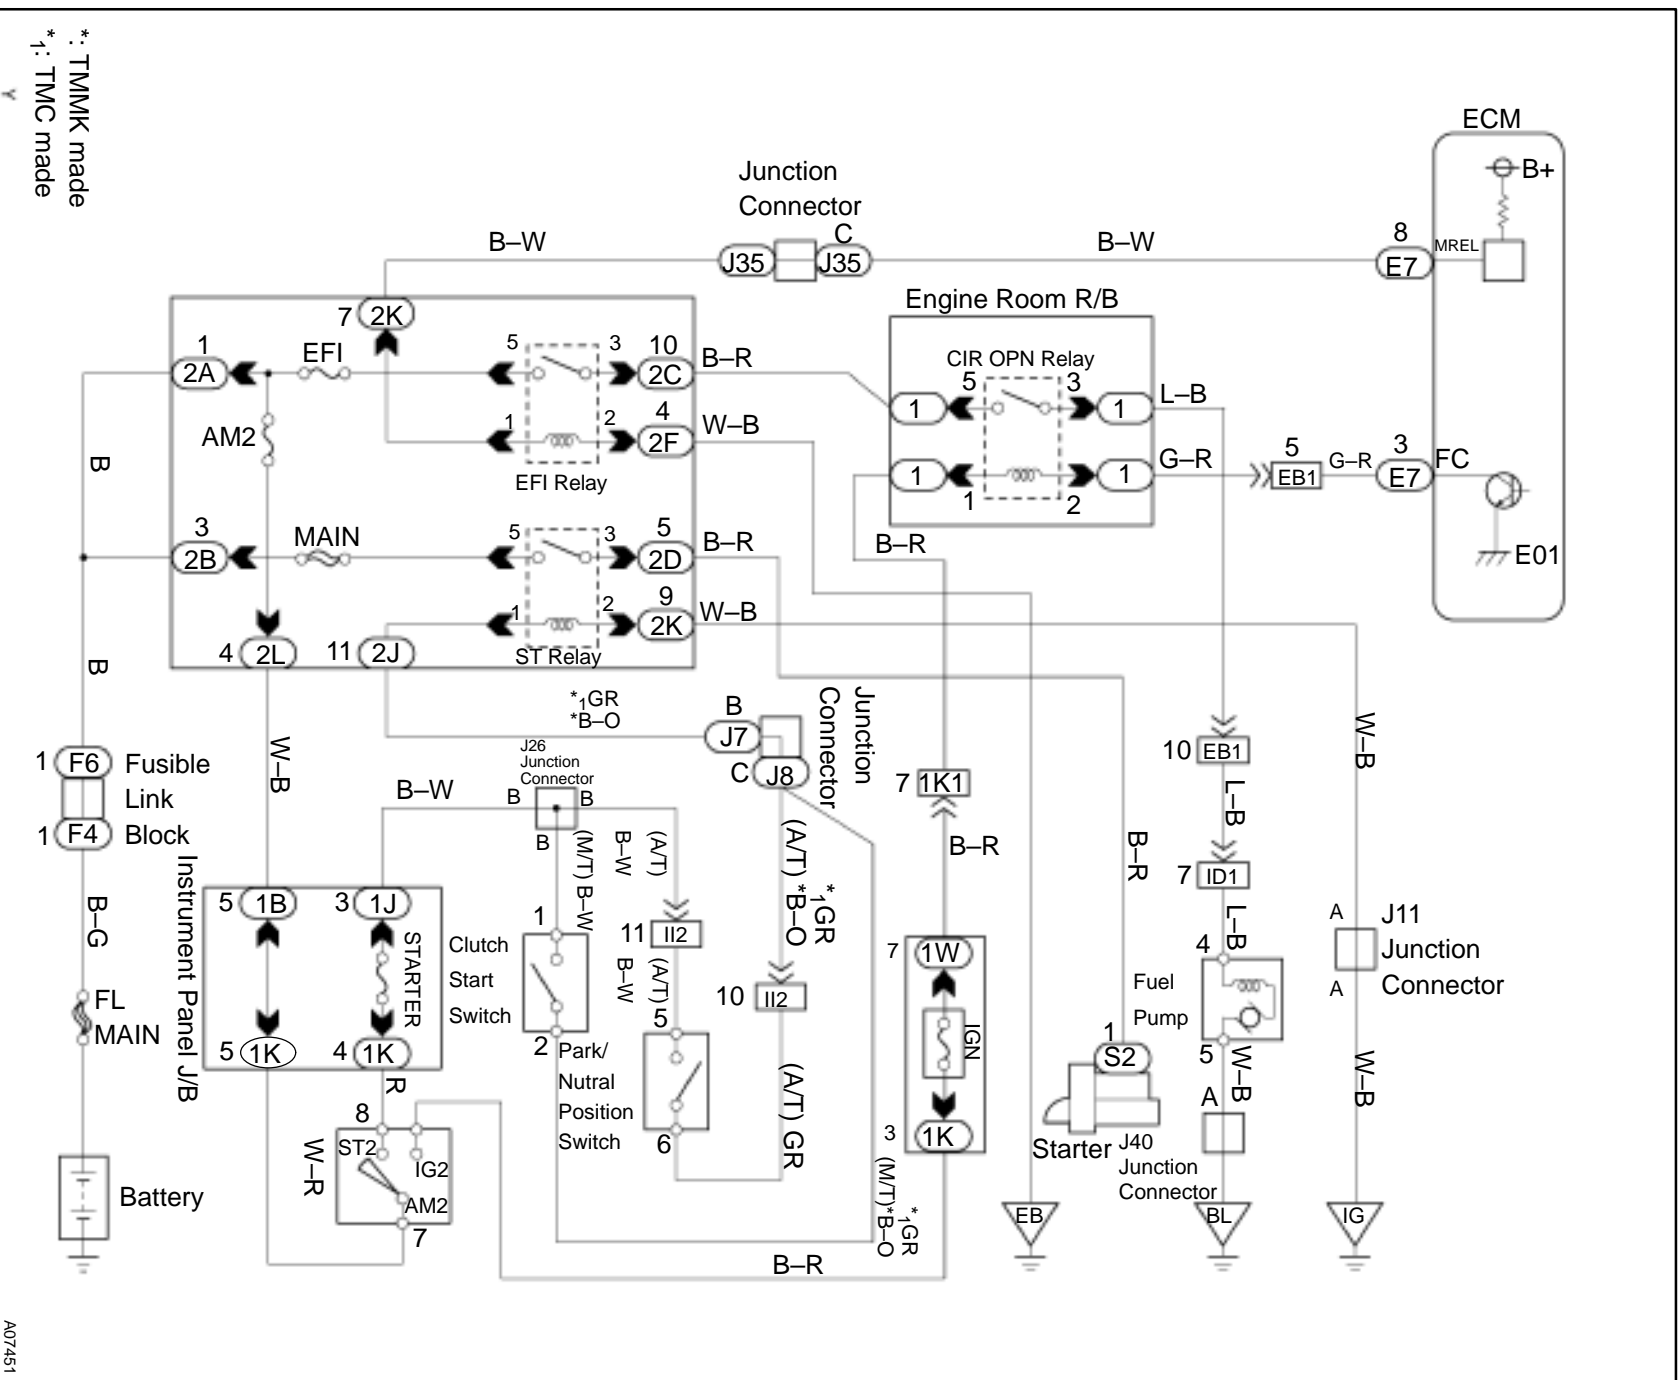 *: TMMK made
*1: TMC made
Y
ECM
B+
8
MREL
E7
Junction
Connector
C
B–W
J35
J35
B–W
7
2K
Engine Room R/B
1
2A
EFI
5
3
10
2C
B–R
CIR OPN Relay
5
3
1
1
L–B
AM2
1
2
4
2F
W–B
EFI Relay
1
1
1
2
G–R
5
EB1
G–R
3
E7
FC
E01
B
3
2B
MAIN
5
3
5
2D
B–R
B–R
1
2
9
2K
W–B
ST Relay
4
2L
11
2J
B
*1GR
*B–O
B
J7
C
J8
Junction
Connector
1
F6
Fusible
Link
1
F4
Block
W–B
J26
Junction
Connector
B–W
B
B
B
7
1K1
B–R
B–R
10
EB1
L–B
7
ID1
L–B
W–B
(A/T)
B–W
(M/T) B–W
(A/T)
*1GR
*B–O
B–G
FL
MAIN
Instrument Panel J/B
5
1B
3
1J
STARTER
5
1K
4
1K
R
Clutch
Start
Switch
1
2
11
II2
(A/T)
B–W
5
6
Park/
Nutral
Position
Switch
10
II2
(A/T) GR
7
1W
IGN
3
1K
4
Fuel
Pump
5
W–B
A
A
J11
Junction
Connector
A
W–B
1
S2
Starter
J40
Junction
Connector
Battery
W–R
8
ST2
IG2
AM2
7
(M/T)
*1GR
*B–O
B–R
EB
BL
IG
A07451